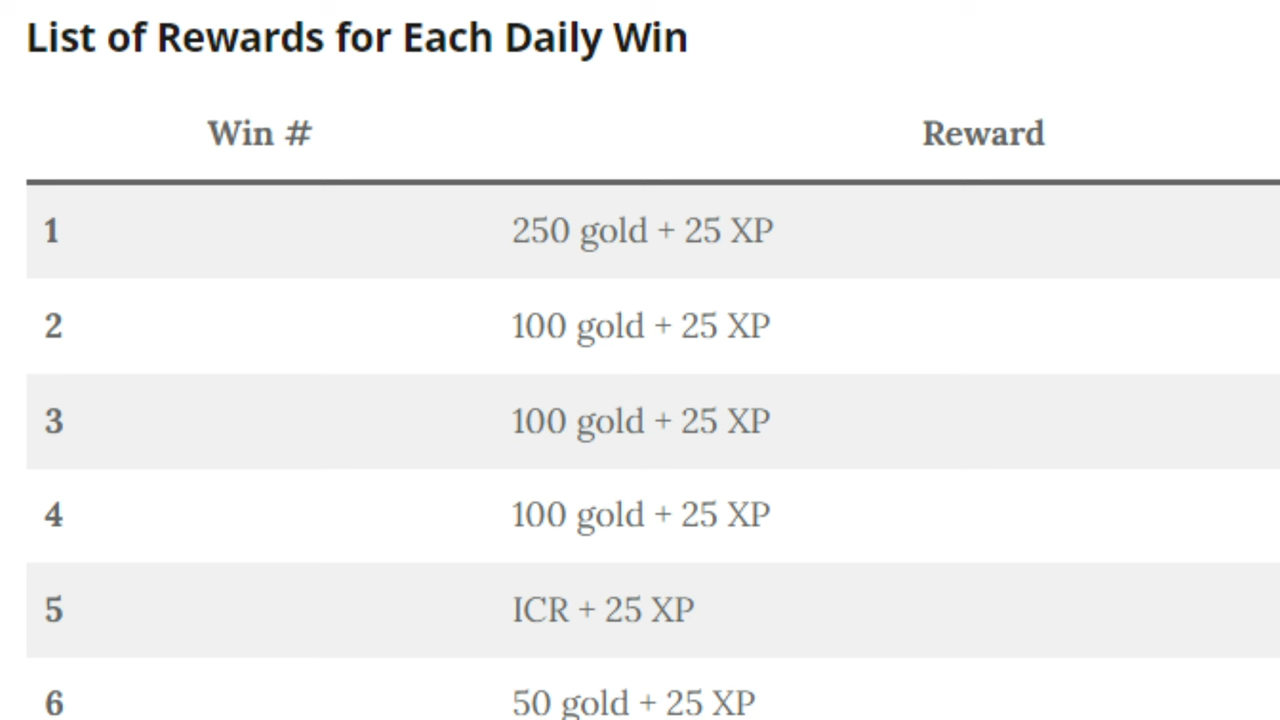 List of Rewards for Each Daily Win
Win # Reward
1 250 gold + 25 XP
2 100 gold + 25 XP
3 100 gold + 25 XP
4 100 gold + 25 XP
5 ICR + 25 XP
6 50 gold + 25 XP